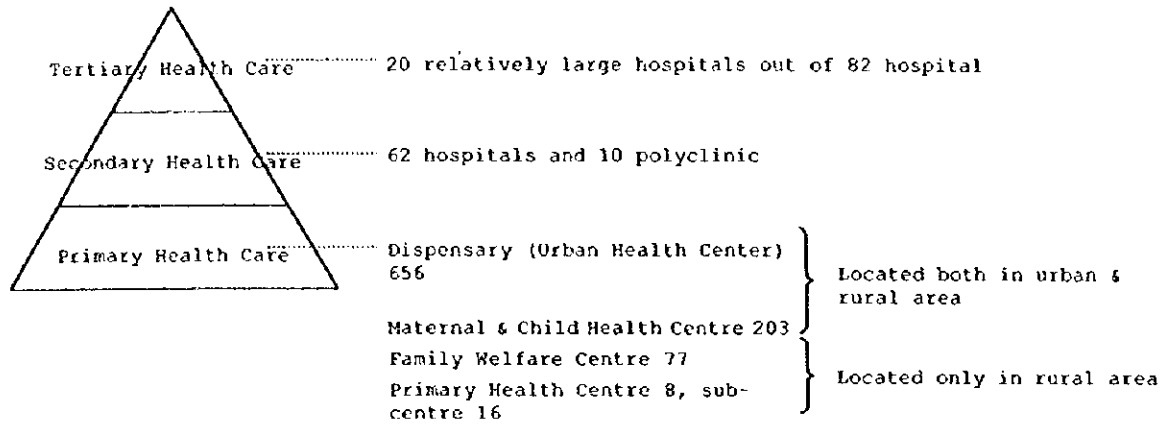 Tertiary Health Care 20 relatively large hospitals out of 82 hospital
Secondary Health Care 62 hospitals and 10 polyclinic
Primary Health Care Dispensary (Urban Health Center)
656
Located both in urban &
rural area
Maternal & Child Health Centre 203
Family Welfare Centre 77
Located only in rural area
Primary Health Centre 8, sub-
centre 16